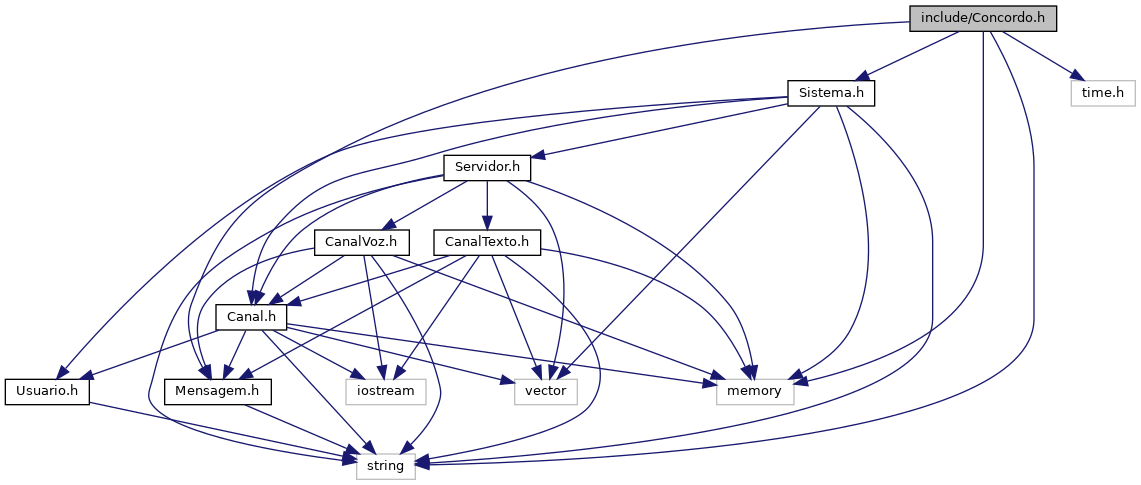 include/Concordo.h
Sistema.h
time.h
Servidor.h
CanalVoz.h
CanalTexto.h
Canal.h
Usuario.h
Mensagem.h
iostream
vector
memory
string